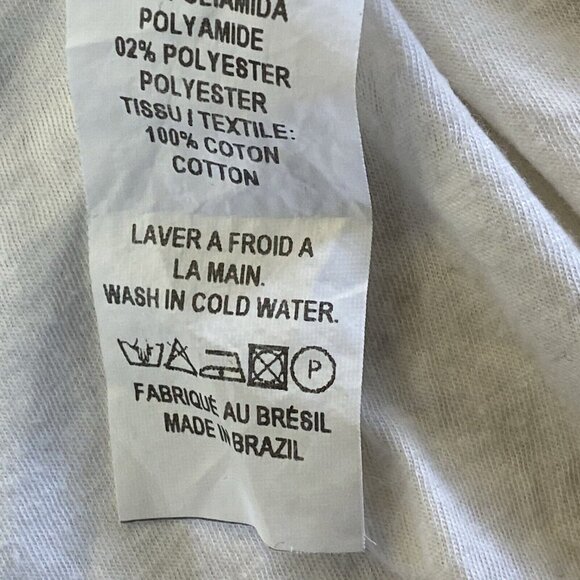 POLIAMIDA
POLYAMIDE
02% POLYESTER
POLYESTER
TISSU I TEXTILE:
100% COTON
COTTON
LAVER A FROID A
LA MAIN.
WASH IN COLD WATER.
P
FABRIQUÉ AU BRÉSIL
MADE IN BRAZIL